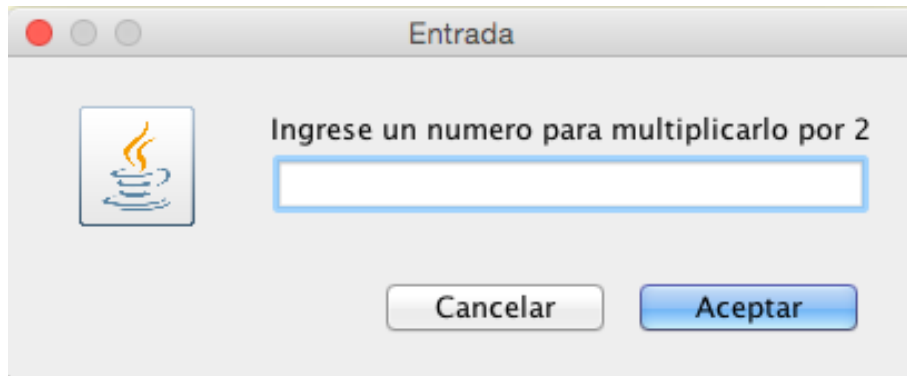 Entrada
Ingrese un numero para multiplicarlo por 2
Cancelar
Aceptar